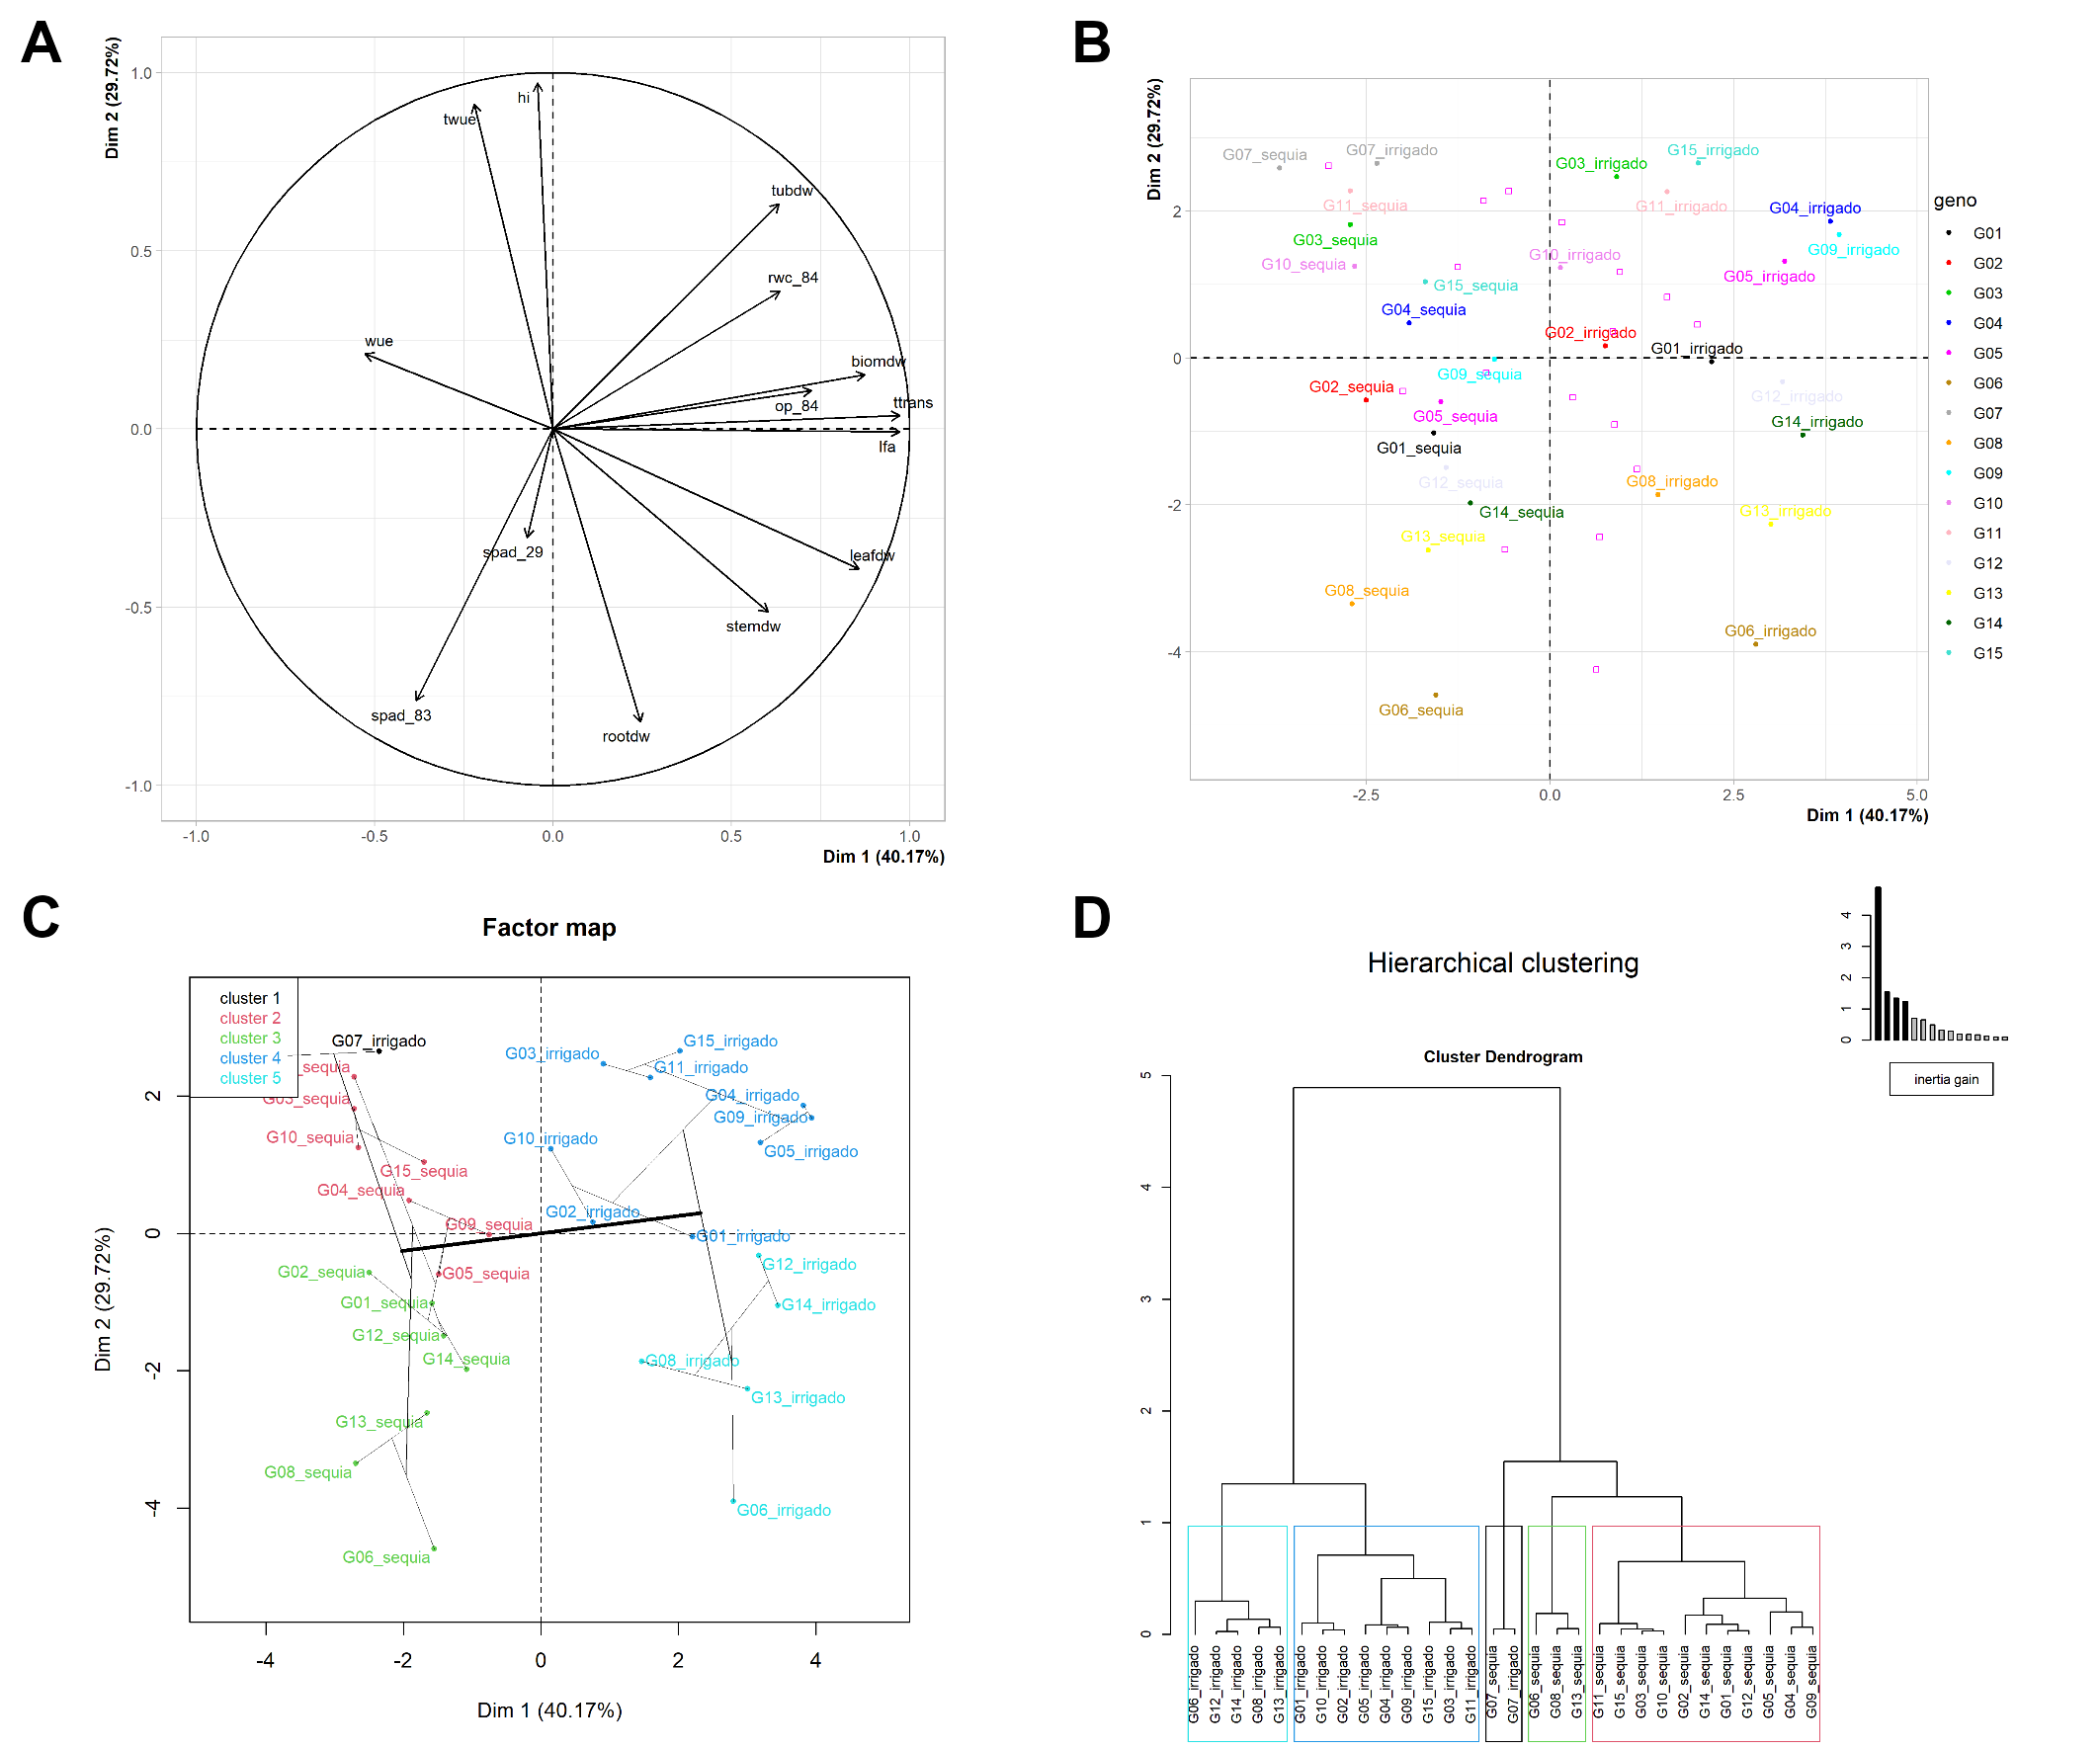 A
Dim 2 (29.72%)
1.0
0.5
0.0
-0.5
-1.0
hi
twue
tubdw
rwc_84
wue
biomdw
op_84
ttrans
lfa
spad_29
leafdw
stemdw
spad_83
rootdw
-1.0
-0.5
0.0
0.5
1.0
Dim 1 (40.17%)
B
Dim 2 (29.72%)
2
0
-2
-4
G07_sequia
G07_irrigado
G03_irrigado
G15_irrigado
G11_sequia
G11_irrigado
G04_irrigado
G03_sequia
G09_irrigado
G10_sequia
G10_irrigado
G05_irrigado
G15_sequia
G04_sequia
G02_irrigado
G01_irrigado
G09_sequia
G02_sequia
G12_irrigado
G05_sequia
G14_irrigado
G01_sequia
G12_sequia
G08_irrigado
G14_sequia
G13_irrigado
G13_sequia
G08_sequia
G06_irrigado
G06_sequia
-2.5
0.0
2.5
5.0
Dim 1 (40.17%)
geno
G01
G02
G03
G04
G05
G06
G07
G08
G09
G10
G11
G12
G13
G14
G15
C
Factor map
cluster 1
cluster 2
cluster 3
cluster 4
cluster 5
Dim 2 (29.72%)
2
0
-2
-4
G07_irrigado
G15_irrigado
G03_irrigado
sequia
G11_irrigado
G03_sequia
G04_irrigado
G09_irrigado
G10_sequia
G10_irrigado
G05_irrigado
G15_sequia
G04_sequia
G02_irrigado
G09_sequia
G01_irrigado
G12_irrigado
G02_sequia
G05_sequia
G01_sequia
G14_irrigado
G12_sequia
G14_sequia
G08_irrigado
G13_irrigado
G13_sequia
G08_sequia
G06_irrigado
G06_sequia
-4
-2
0
2
4
Dim 1 (40.17%)
D
Hierarchical clustering
4
3
2
1
0
inertia gain
Cluster Dendrogram
5
4
3
2
1
0
G06_irrigado
G12_irrigado
G14_irrigado
G08_irrigado
G13_irrigado
G01_irrigado
G10_irrigado
G02_irrigado
G05_irrigado
G04_irrigado
G09_irrigado
G15_irrigado
G03_irrigado
G11_irrigado
G07_sequia
G07_irrigado
G06_sequia
G08_sequia
G13_sequia
G11_sequia
G15_sequia
G03_sequia
G10_sequia
G02_sequia
G14_sequia
G01_sequia
G12_sequia
G05_sequia
G04_sequia
G09_sequia